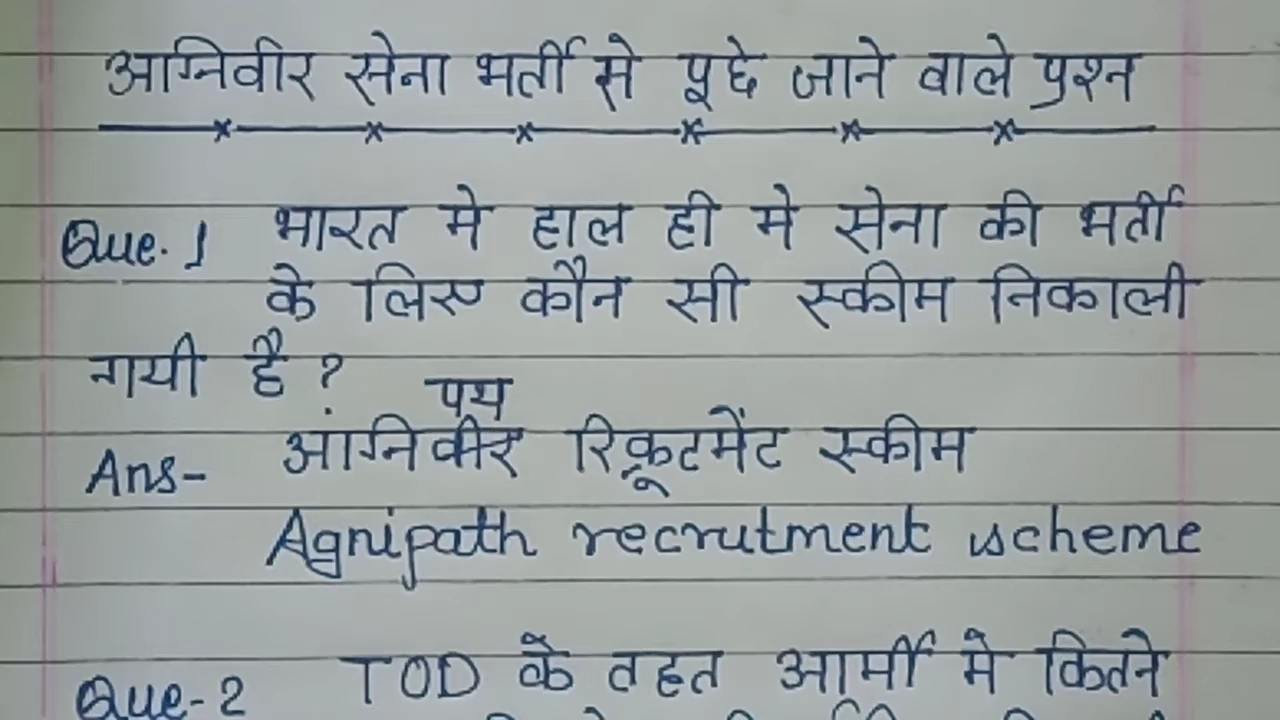 अग्निवीर सेना भर्ती मे पूछे जाने वाले प्रश्न
Que. 1 भारत मे हाल ही मे सेना की भर्ती
के लिए कौन सी स्कीम निकाली
गयी है ?
पथ
Ans- अग्निवीर रिक्रूटमेंट स्कीम
Agnipath recrutment scheme
Que-2 TOD के तहत आर्मी मे कितने